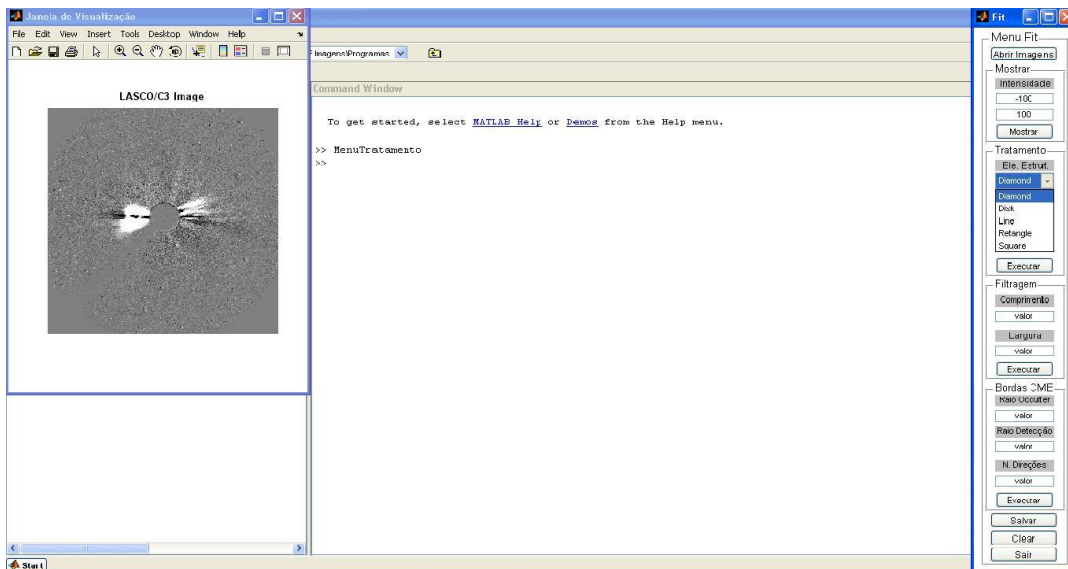 Janela de Visualização
File Edit View Insert Tools Desktop Window Help
LASCO/C3 Image
Imagens\Programas
Command Window
To get started, select MATLAB Help or Demos from the Help menu.
>> MenuTratamento
>>
Start
Fit
Menu Fit
Abrir Imagens
Mostrar
Intensidade
-100
100
Mostrar
Tratamento
Ele. Estrut.
Diamond
Diamond
Disk
Line
Retangle
Square
Executar
Filtragem
Comprimento
valor
Largura
valor
Executar
Bordas CME
Raio Occulter
valor
Raio Detecção
valor
N. Direções
valor
Executar
Salvar
Clear
Sair